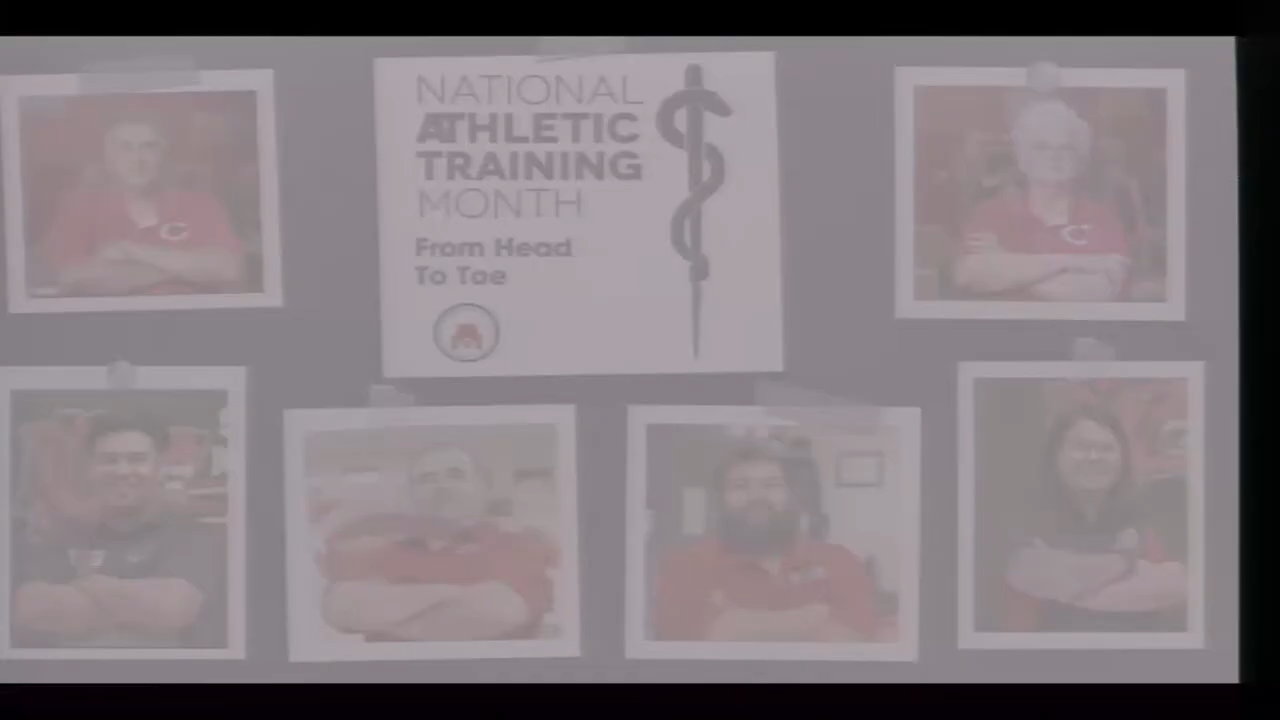 NATIONAL
ATHLETIC
TRAINING
MONTH
From Head
To Toe
C
C